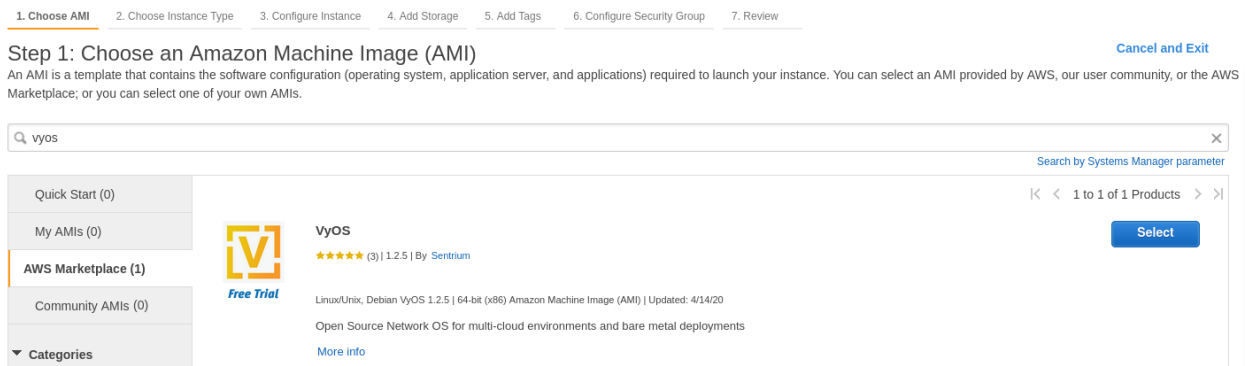 1. Choose AMI 2. Choose Instance Type 3. Configure Instance 4. Add Storage 5. Add Tags 6. Configure Security Group 7. Review
Step 1: Choose an Amazon Machine Image (AMI)
Cancel and Exit
An AMI is a template that contains the software configuration (operating system, application server, and applications) required to launch your instance. You can select an AMI provided by AWS, our user community, or the AWS
Marketplace; or you can select one of your own AMIs.
vyos
Search by Systems Manager parameter
Quick Start (0)
My AMIs (0)
AWS Marketplace (1)
Community AMIs (0)
Categories
1 to 1 of 1 Products
V
Free Trial
VyOS
Select
(3) | 1.2.5 | By Sentrium
Linux/Unix, Debian VyOS 1.2.5 | 64-bit (x86) Amazon Machine Image (AMI) | Updated: 4/14/20
Open Source Network OS for multi-cloud environments and bare metal deployments
More info